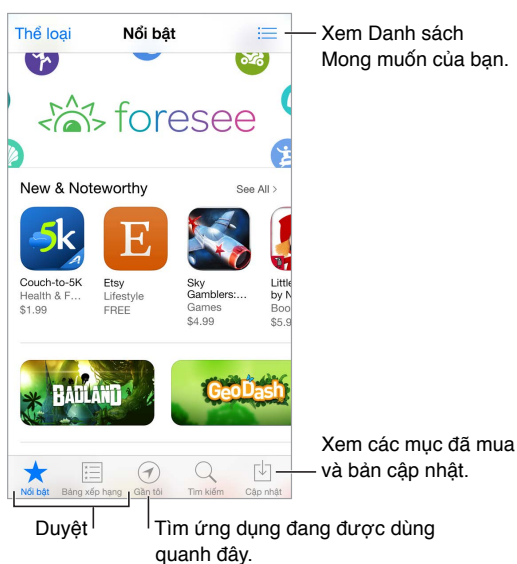 Thể loại Nổi bật
Xem Danh sách
Mong muốn của bạn.
foresee
New & Noteworthy See All >
5k E
Couch-to-5K Etsy Sky Little
Health & F... Lifestyle Gamblers:... by N
$1.99 FREE Games Boo
$4.99 $5.9
BADLAND GeoDash
Xem các mục đã mua
và bản cập nhật.
Nổi bật Bảng xếp hạng Gần tôi Tìm kiếm Cập nhật
Duyệt Tìm ứng dụng đang được dùng
quanh đây.